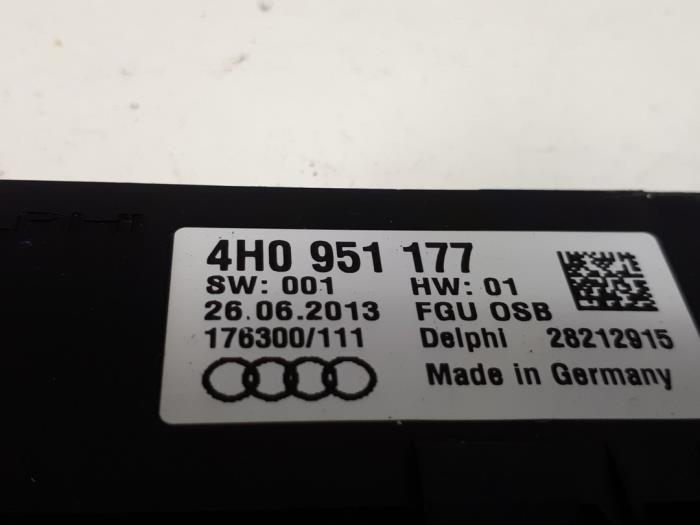 4H0 951 177
SW: 001 HW: 01
26.06.2013 FGU OSB
176300/111 Delphi 28212915
Made in Germany